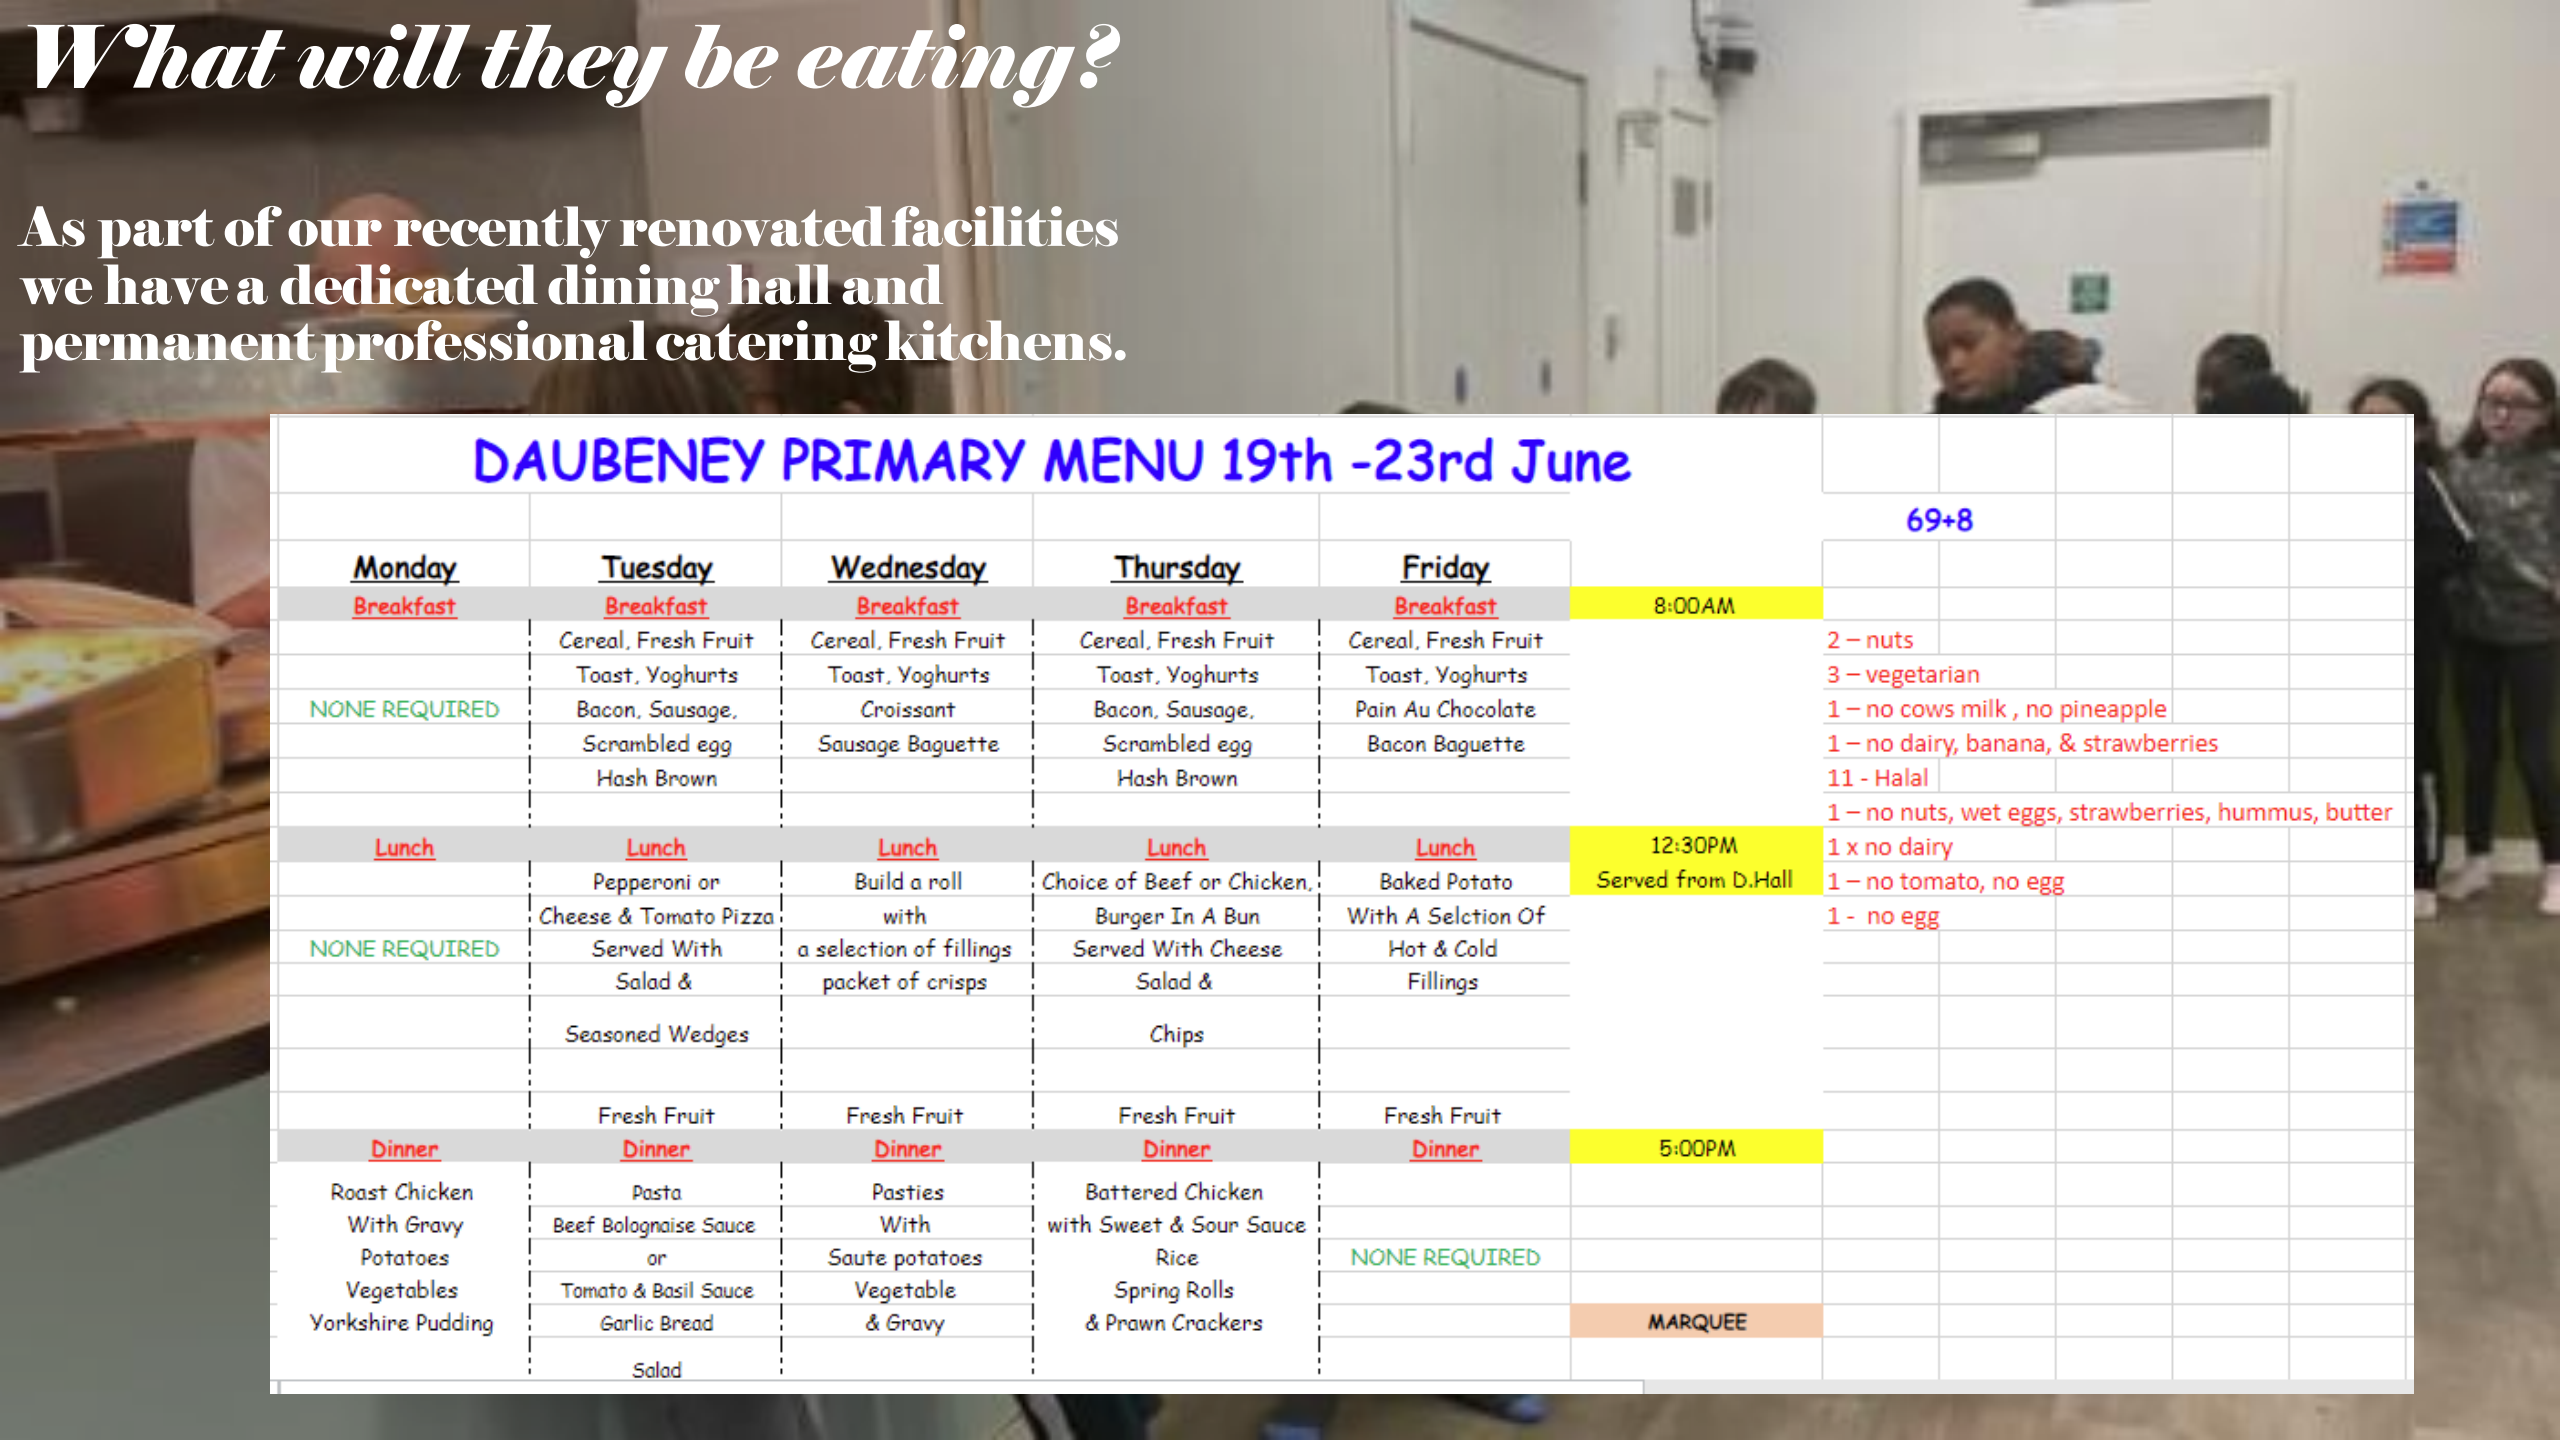 What will they be eating?
As part of our recently renovated facilities
we have a dedicated dining hall and
permanent professional catering kitchens.
DAUBENEY PRIMARY MENU 19th -23rd June
69+8
Monday Tuesday Wednesday Thursday Friday
Breakfast Breakfast Breakfast Breakfast Breakfast 8:00AM
Cereal, Fresh Fruit Cereal, Fresh Fruit Cereal, Fresh Fruit Cereal, Fresh Fruit 2 – nuts
Toast, Yoghurts Toast, Yoghurts Toast, Yoghurts Toast, Yoghurts 3 – vegetarian
NONE REQUIRED Bacon, Sausage, Croissant Bacon, Sausage, Pain Au Chocolate 1 – no cows milk , no pineapple
Scrambled egg Sausage Baguette Scrambled egg Bacon Baguette 1 – no dairy, banana, & strawberries
Hash Brown Hash Brown 11 - Halal
1 – no nuts, wet eggs, strawberries, hummus, butter
Lunch Lunch Lunch Lunch Lunch 12:30PM 1 x no dairy
Pepperoni or Build a roll Choice of Beef or Chicken, Baked Potato Served from D.Hall 1 – no tomato, no egg
Cheese & Tomato Pizza with Burger In A Bun With A Selction Of 1 - no egg
NONE REQUIRED Served With a selection of fillings Served With Cheese Hot & Cold
Salad & packet of crisps Salad & Fillings
Seasoned Wedges Chips
Fresh Fruit Fresh Fruit Fresh Fruit Fresh Fruit
Dinner Dinner Dinner Dinner Dinner 5:00PM
Roast Chicken Pasta Pasties Battered Chicken
With Gravy Beef Bolognaise Sauce With with Sweet & Sour Sauce
Potatoes or Saute potatoes Rice NONE REQUIRED
Vegetables Tomato & Basil Sauce Vegetable Spring Rolls
Yorkshire Pudding Garlic Bread & Gravy & Prawn Crackers MARQUEE
Salad